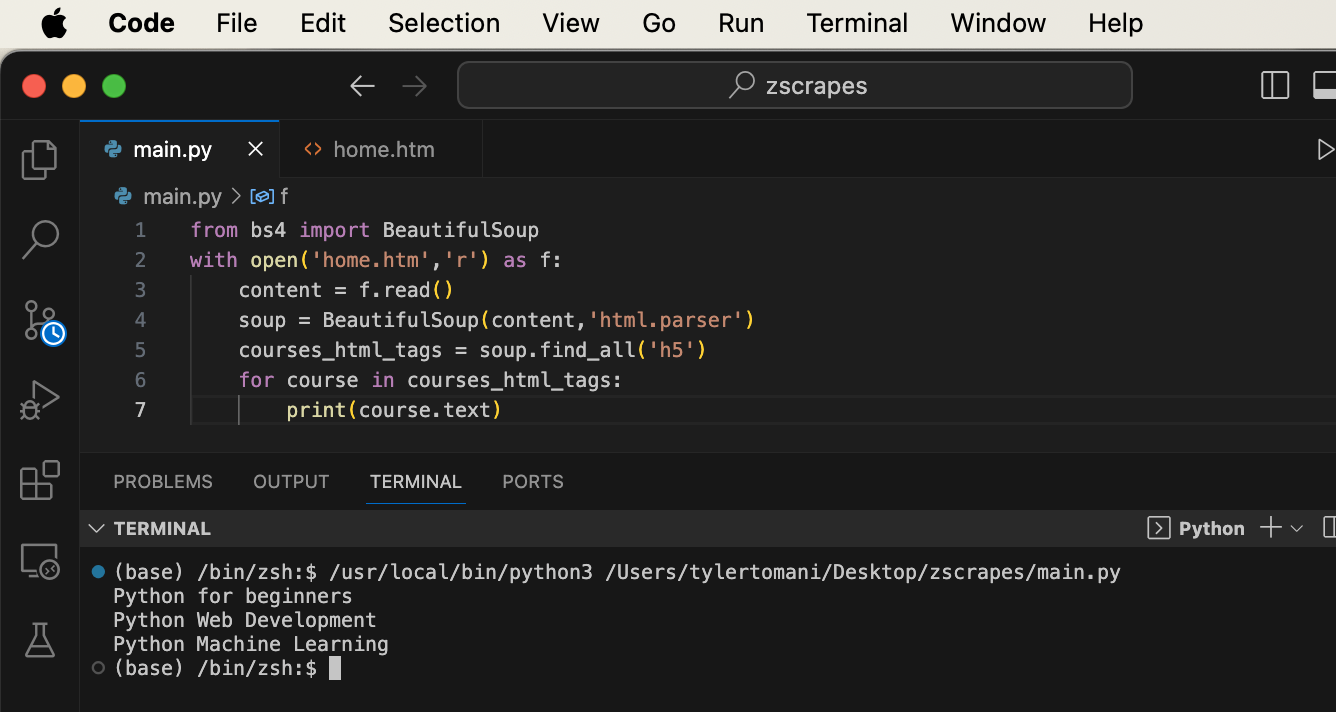 Code File Edit Selection View Go Run Terminal Window Help
zscrapes
main.py home.htm
main.py > f
1 from bs4 import BeautifulSoup
2 with open('home.htm','r') as f:
3     content = f.read()
4     soup = BeautifulSoup(content,'html.parser')
5     courses_html_tags = soup.find_all('h5')
6     for course in courses_html_tags:
7         print(course.text)
PROBLEMS OUTPUT TERMINAL PORTS
TERMINAL Python
(base) /bin/zsh:$ /usr/local/bin/python3 /Users/tylertomani/Desktop/zscrapes/main.py
Python for beginners
Python Web Development
Python Machine Learning
(base) /bin/zsh:$